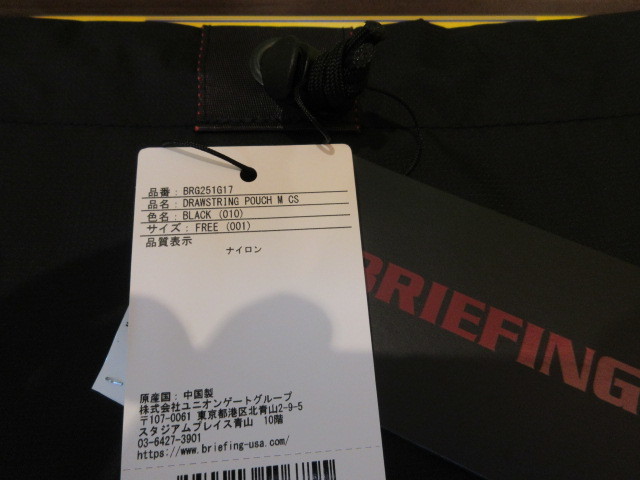 品番：BRG251G17
品名：DRAWSTRING POUCH M CS
色名：BLACK (010)
サイズ：FREE (001)
品質表示
ナイロン
BRIEFING
原産国：中国製
株式会社ユニオンゲートグループ
〒107-0061 東京都港区北青山2-9-5
スタジアムプレイス青山 10階
03-6427-3901
https://www.briefing-usa.com/